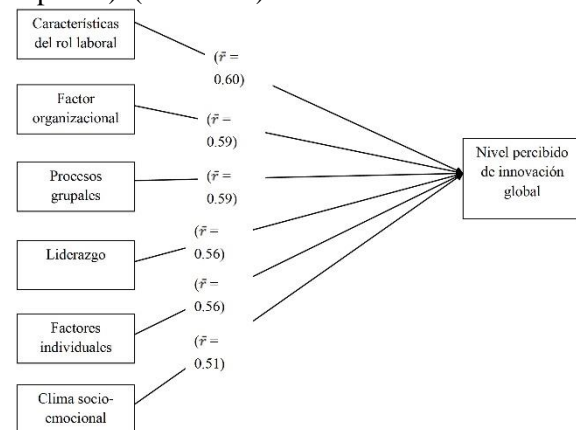 Características
del rol laboral
(r̄ =
0.60)
Factor
organizacional
(r̄ =
0.59)
Procesos
grupales
(r̄ =
0.59)
Nivel percibido
de innovación
global
Liderazgo
(r̄ =
0.56)
Factores
individuales
(r̄ =
0.56)
Clima socio-
emocional
(r̄ =
0.51)